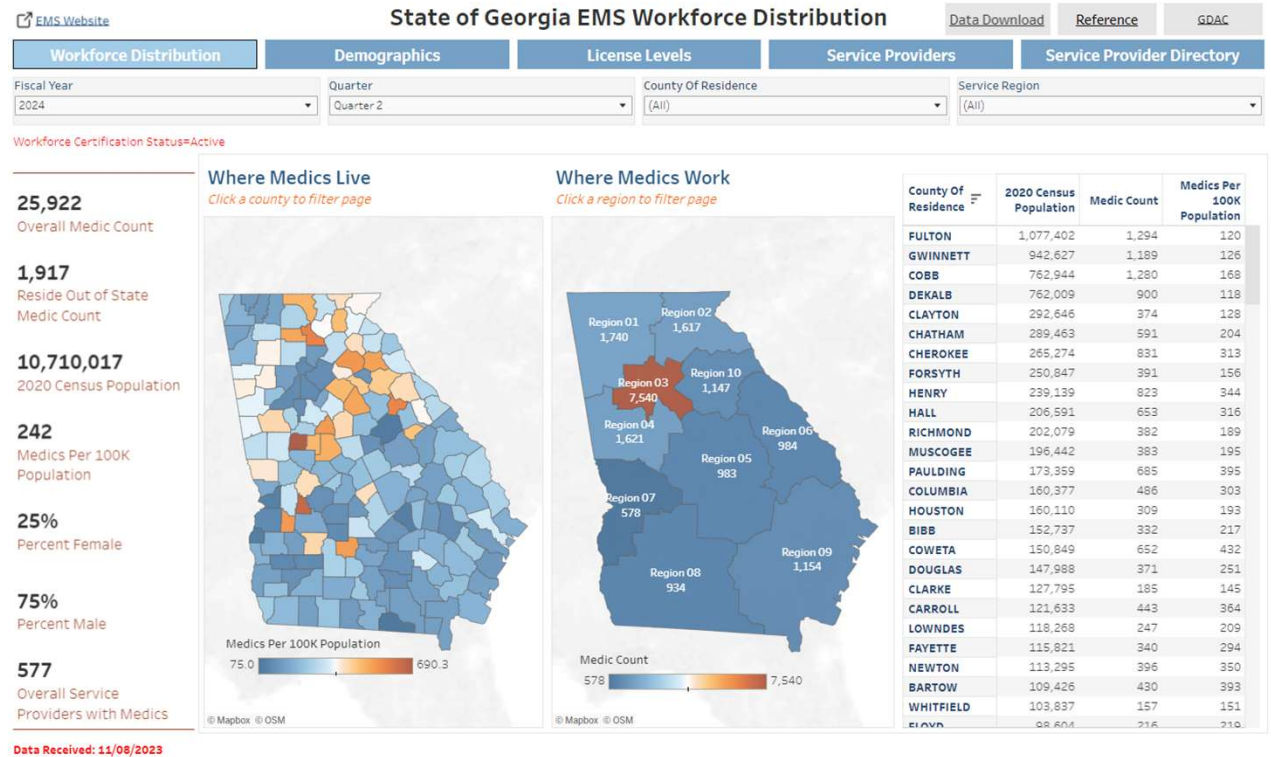 EMS Website
State of Georgia EMS Workforce Distribution
Data Download
Reference
GDAC
Workforce Distribution
Demographics
License Levels
Service Providers
Service Provider Directory
Fiscal Year
2024
Quarter
Quarter 2
County Of Residence
(All)
Service Region
(All)
Workforce Certification Status=Active
25,922
Overall Medic Count
1,917
Reside Out of State
Medic Count
10,710,017
2020 Census Population
242
Medics Per 100K
Population
25%
Percent Female
75%
Percent Male
577
Overall Service
Providers with Medics
Data Received: 11/08/2023
Where Medics Live
Click a county to filter page
Medics Per 100K Population
75.0 690.3
© Mapbox © OSM
Where Medics Work
Click a region to filter page
Region 01
1,740
Region 02
1,617
Region 03
7,540
Region 10
1,147
Region 04
1,621
Region 06
984
Region 05
983
Region 07
578
Region 09
1,154
Region 08
934
Medic Count
578 7,540
© Mapbox © OSM
County Of
Residence
2020 Census
Population
Medic Count
Medics Per
100K
Population
FULTON 1,077,402 1,294 120
GWINNETT 942,627 1,189 126
COBB 762,944 1,280 168
DEKALB 762,009 900 118
CLAYTON 292,646 374 128
CHATHAM 289,463 591 204
CHEROKEE 265,274 831 313
FORSYTH 250,847 391 156
HENRY 239,139 823 344
HALL 206,591 653 316
RICHMOND 202,079 382 189
MUSCOGEE 196,442 383 195
PAULDING 173,359 685 395
COLUMBIA 160,377 486 303
HOUSTON 160,110 309 193
BIBB 152,737 332 217
COWETA 150,849 652 432
DOUGLAS 147,988 371 251
CLARKE 127,795 185 145
CARROLL 121,633 443 364
LOWNDES 118,268 247 209
FAYETTE 115,821 340 294
NEWTON 113,295 396 350
BARTOW 109,426 430 393
WHITFIELD 103,837 157 151
FLOYD 98,604 216 219